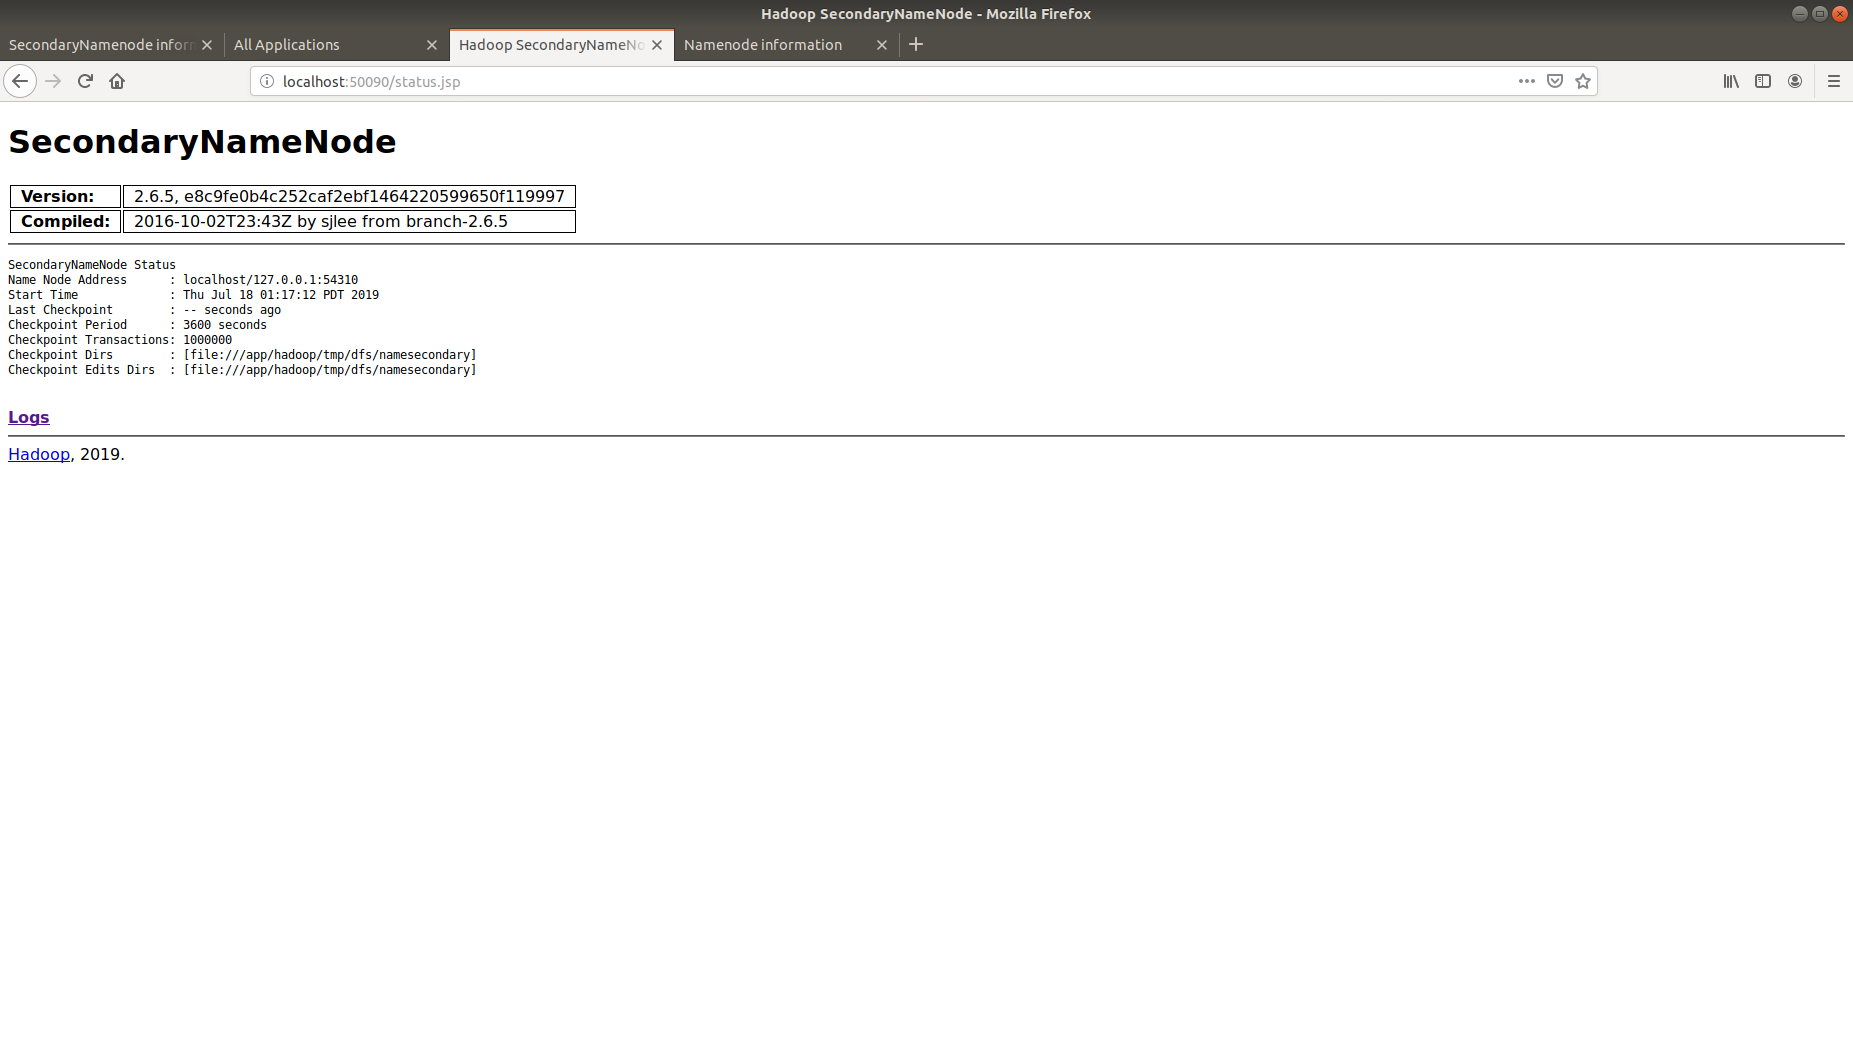 Hadoop SecondaryNameNode - Mozilla Firefox
SecondaryNamenode infor
All Applications
Hadoop SecondaryNameNo
Namenode information
localhost:50090/status.jsp
SecondaryNameNode
Version: 2.6.5, e8c9fe0b4c252caf2ebf1464220599650f119997
Compiled: 2016-10-02T23:43Z by sjlee from branch-2.6.5
SecondaryNameNode Status
Name Node Address      : localhost/127.0.0.1:54310
Start Time             : Thu Jul 18 01:17:12 PDT 2019
Last Checkpoint        : -- seconds ago
Checkpoint Period      : 3600 seconds
Checkpoint Transactions: 1000000
Checkpoint Dirs        : [file:///app/hadoop/tmp/dfs/namesecondary]
Checkpoint Edits Dirs  : [file:///app/hadoop/tmp/dfs/namesecondary]
Logs
Hadoop, 2019.